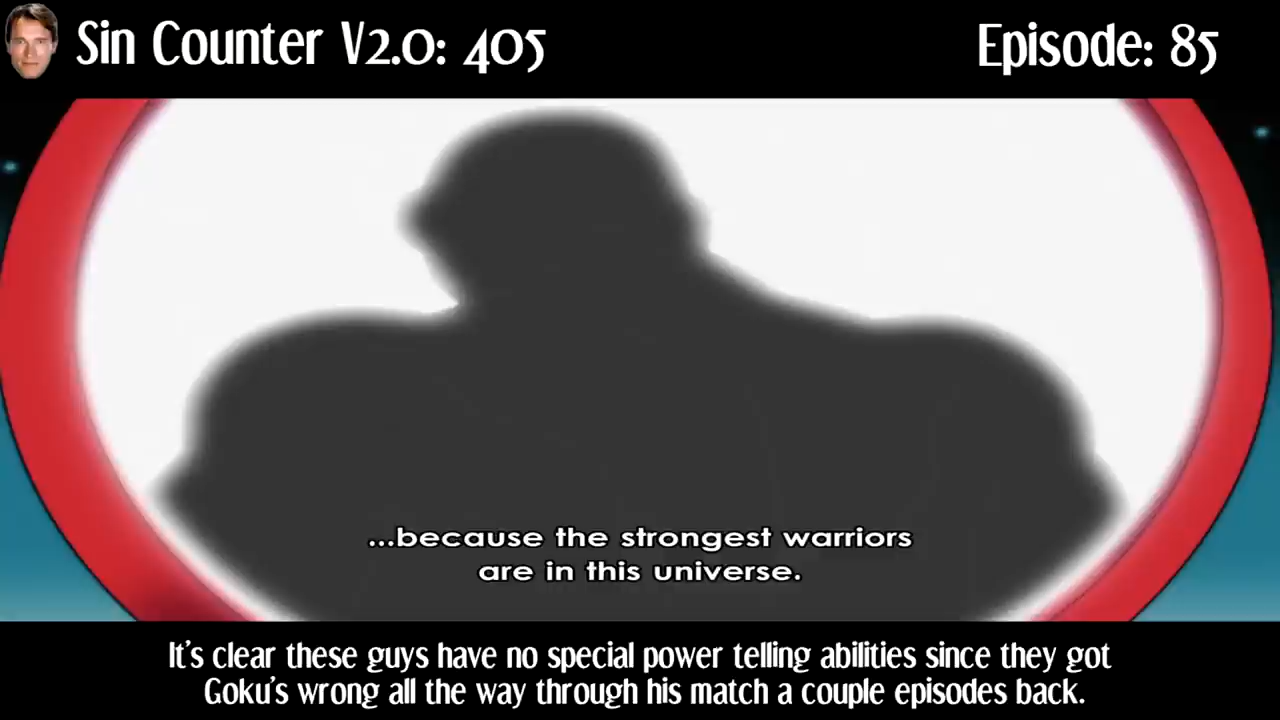 Sin Counter V2.0: 405
Episode: 85
...because the strongest warriors
are in this universe.
It's clear these guys have no special power telling abilities since they got
Goku's wrong all the way through his match a couple episodes back.